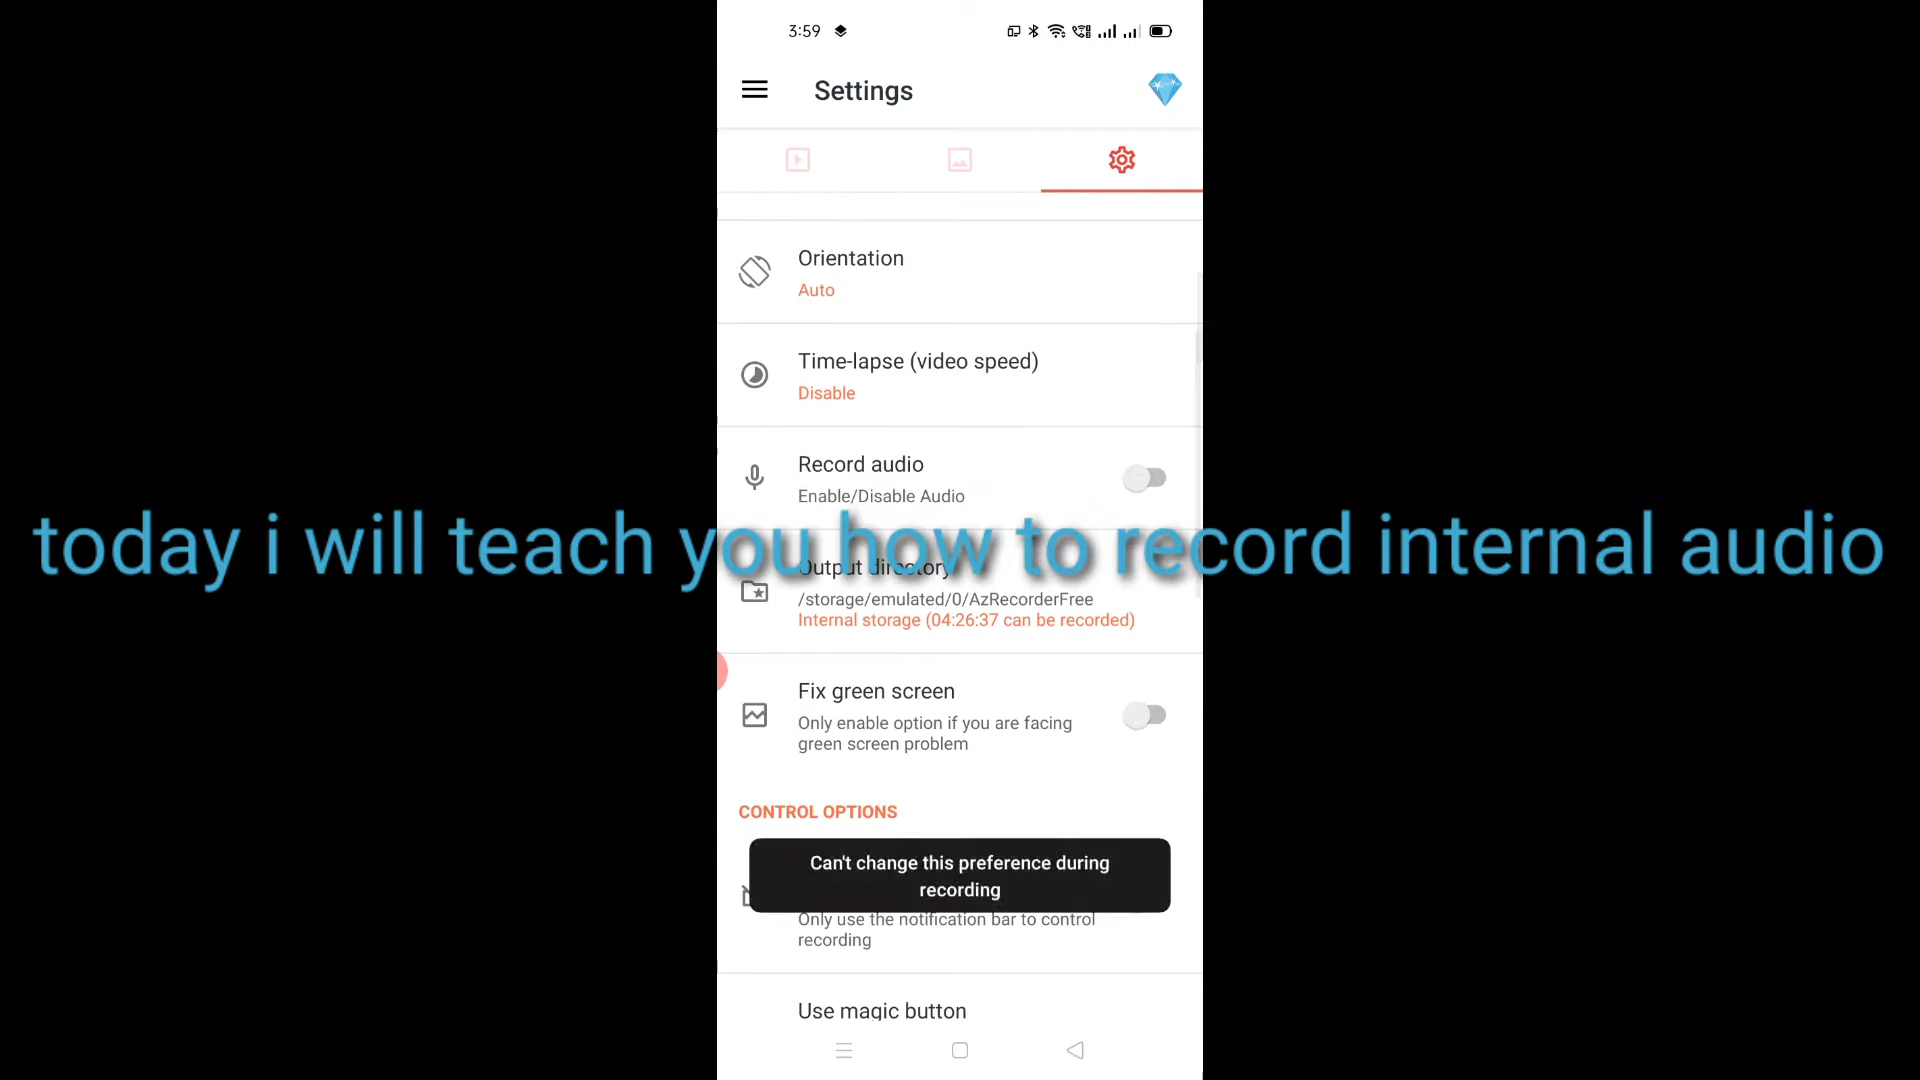 3:59
Settings
Orientation
Auto
Time-lapse (video speed)
Disable
Record audio
Enable/Disable Audio
today i will teach you how to record internal audio
Output directory
/storage/emulated/0/AzRecorderFree
Internal storage (04:26:37 can be recorded)
Fix green screen
Only enable option if you are facing
green screen problem
CONTROL OPTIONS
Can't change this preference during
recording
Only use the notification bar to control
recording
Use magic button